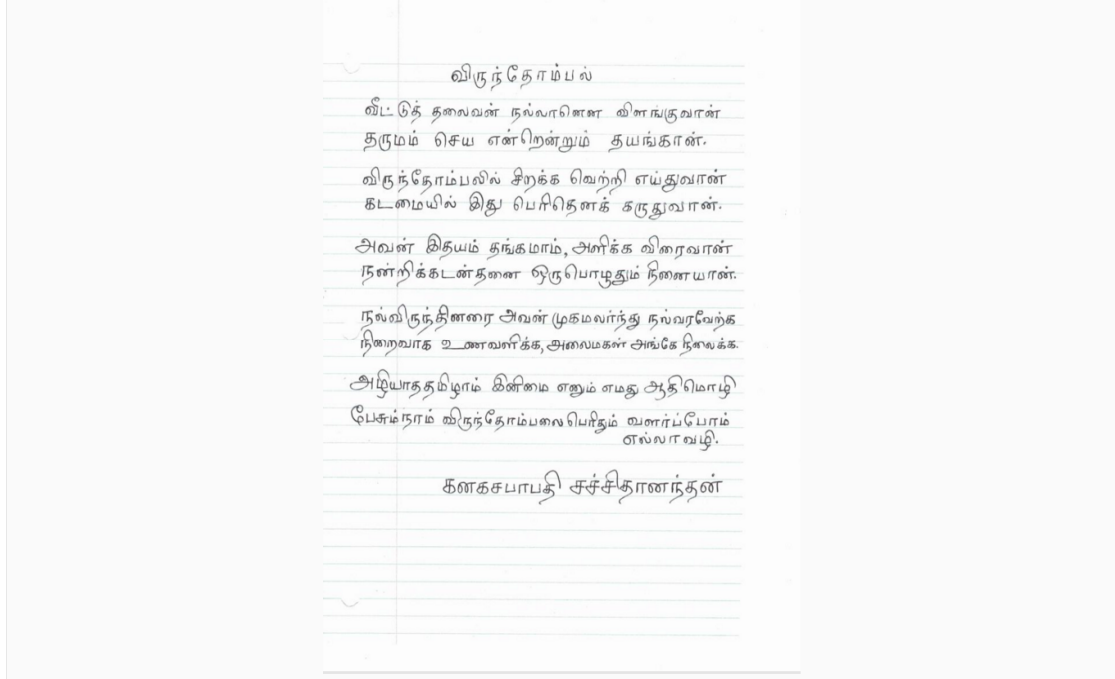 விருந்தோம்பல்
வீட்டுத் தலைவன் நல்லானென விளங்குவான்
தருமம் செய என்றென்றும் தயங்கான்.
விருந்தோம்பலில் சிறக்க வெற்றி எய்துவான்
கடமையில் இது பெரிதெனக் கருதுவான்.
அவன் இதயம் தங்கமாம், அளிக்க விரைவான்
நன்றிக்கடன்தனை ஒருபொழுதும் நினையான்.
நல்விருந்தினரை அவன் முகமலர்ந்து நல்வரவேற்க
நிறைவாக உணவளிக்க, அலைமகள் அங்கே நிலைக்க.
அழியாததமிழாம் இனிமை எனும் எமது ஆதிமொழி
பேசும்நாம் விருந்தோம்பலை பெரிதும் வளர்ப்போம்
எல்லாவழி.
கனகசபாபதி சச்சிதானந்தன்